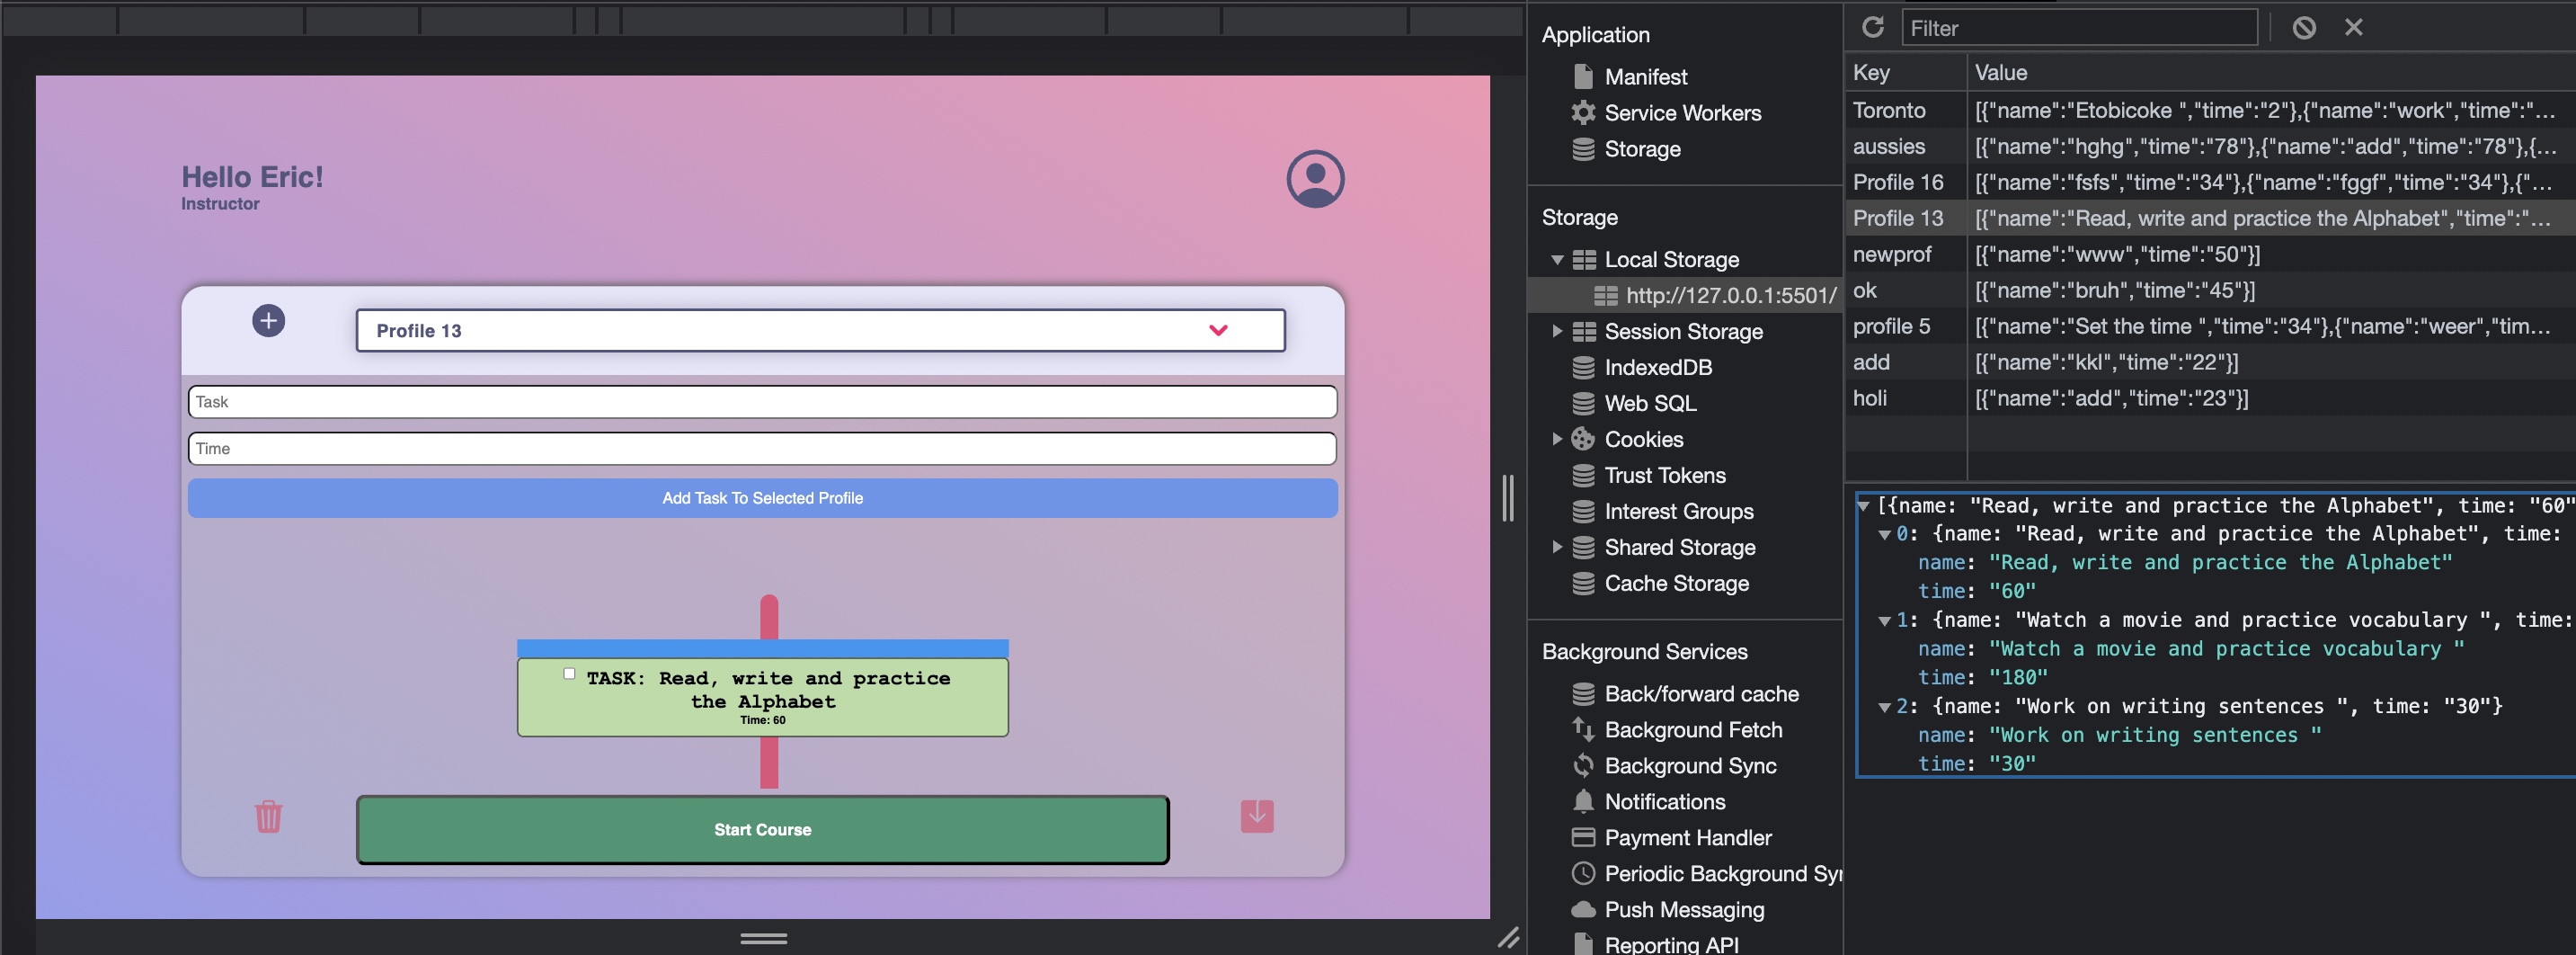 Hello Eric!
Instructor
Profile 13
Task
Time
Add Task To Selected Profile
TASK: Read, write and practice
the Alphabet
Time: 60
Start Course
Application
Manifest
Service Workers
Storage
Storage
Local Storage
http://127.0.0.1:5501/
Session Storage
IndexedDB
Web SQL
Cookies
Trust Tokens
Interest Groups
Shared Storage
Cache Storage
Background Services
Back/forward cache
Background Fetch
Background Sync
Notifications
Payment Handler
Periodic Background Syn
Push Messaging
Reporting API
Filter
Key Value
Toronto [{"name":"Etobicoke ","time":"2"},{"name":"work","time":"...
aussies [{"name":"hghg","time":"78"},{"name":"add","time":"78"},{...
Profile 16 [{"name":"fsfs","time":"34"},{"name":"fggf","time":"34"},{"...
Profile 13 [{"name":"Read, write and practice the Alphabet","time":"...
newprof [{"name":"www","time":"50"}]
ok [{"name":"bruh","time":"45"}]
profile 5 [{"name":"Set the time ","time":"34"},{"name":"weer","tim...
add [{"name":"kkl","time":"22"}]
holi [{"name":"add","time":"23"}]
[{name: "Read, write and practice the Alphabet", time: "60"
0: {name: "Read, write and practice the Alphabet", time:
name: "Read, write and practice the Alphabet"
time: "60"
1: {name: "Watch a movie and practice vocabulary ", time:
name: "Watch a movie and practice vocabulary "
time: "180"
2: {name: "Work on writing sentences ", time: "30"}
name: "Work on writing sentences "
time: "30"